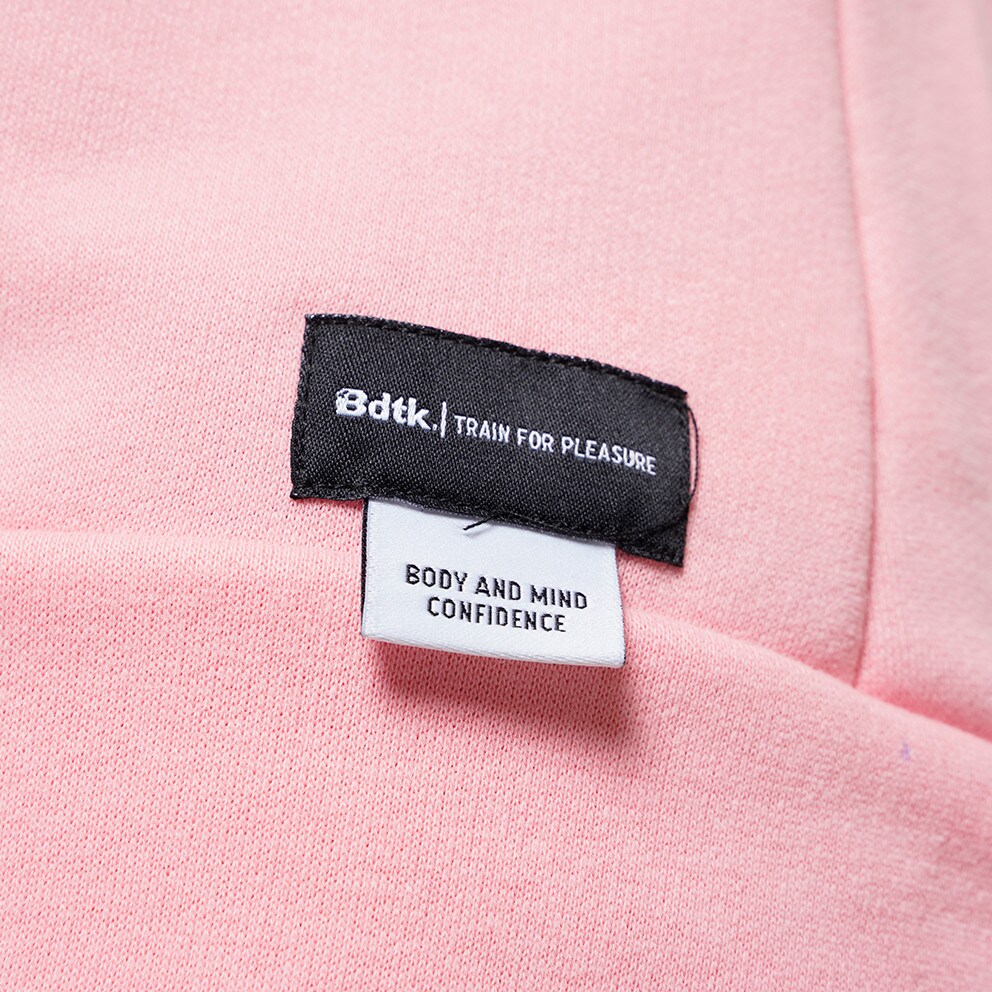 Bdtk. | TRAIN FOR PLEASURE
BODY AND MIND
CONFIDENCE